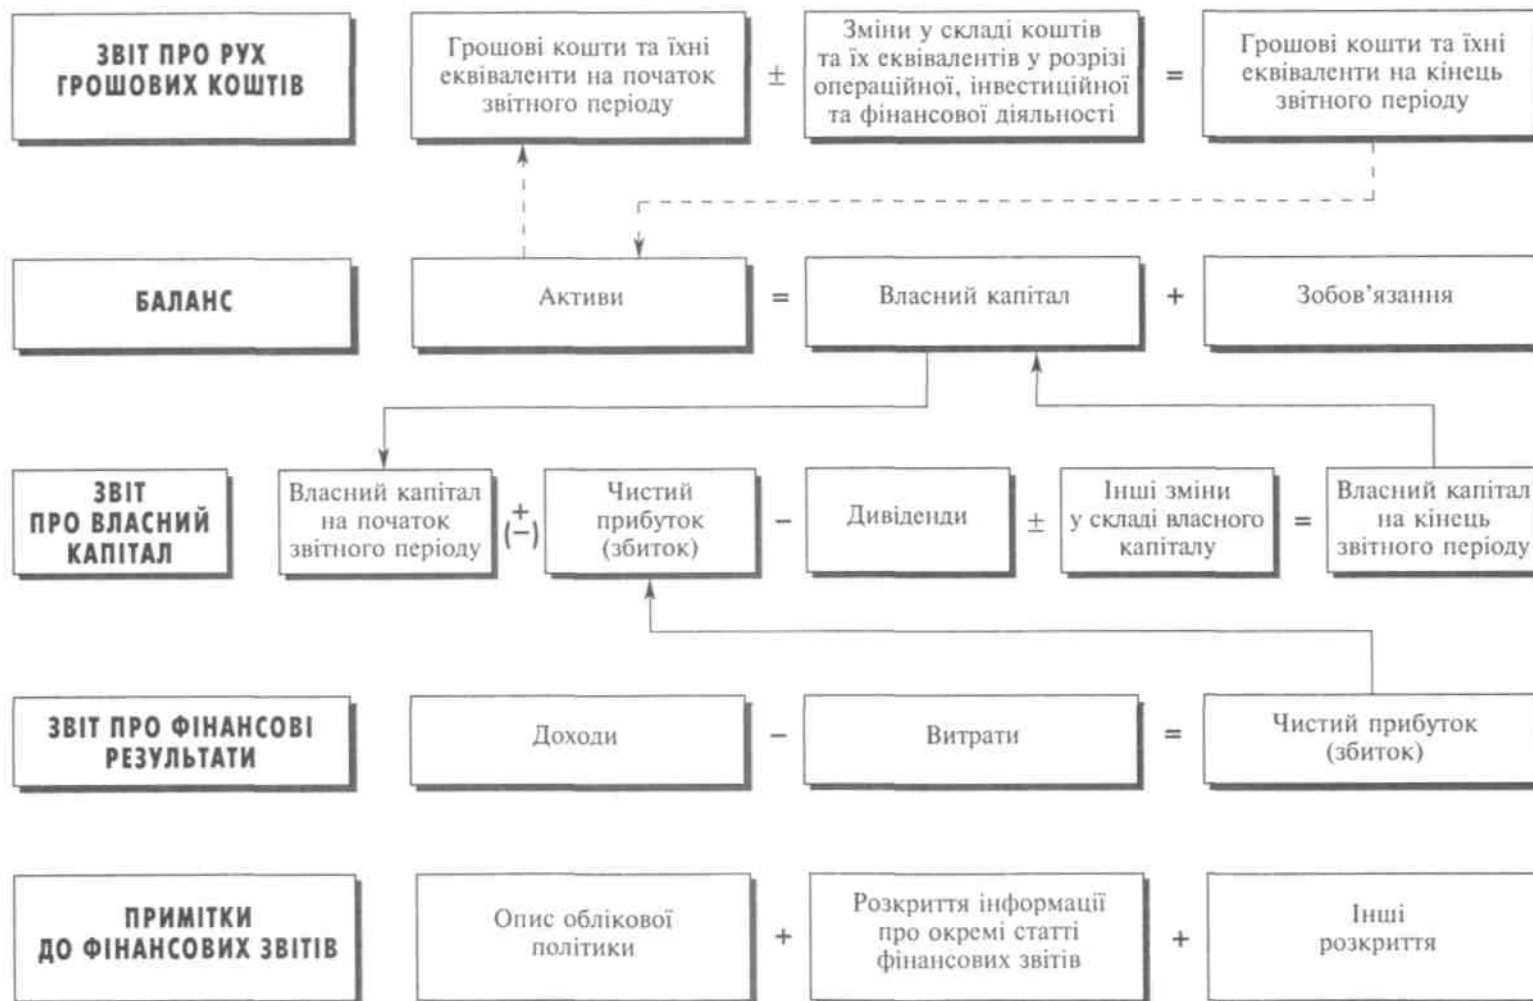 ЗВІТ ПРО РУХ
ГРОШОВИХ КОШТІВ
Грошові кошти та їхні
еквіваленти на початок
звітного періоду
±
Зміни у складі коштів
та їх еквівалентів у розрізі
операційної, інвестиційної
та фінансової діяльності
=
Грошові кошти та їхні
еквіваленти на кінець
звітного періоду
БАЛАНС
Активи
=
Власний капітал
+
Зобов’язання
ЗВІТ
ПРО ВЛАСНИЙ
КАПІТАЛ
Власний капітал
на початок
звітного періоду
+
(−)
Чистий
прибуток
(збиток)
−
Дивіденди
±
Інші зміни
у складі власного
капіталу
=
Власний капітал
на кінець
звітного періоду
ЗВІТ ПРО ФІНАНСОВІ
РЕЗУЛЬТАТИ
Доходи
−
Витрати
=
Чистий прибуток
(збиток)
ПРИМІТКИ
ДО ФІНАНСОВИХ ЗВІТІВ
Опис облікової
політики
+
Розкриття інформації
про окремі статті
фінансових звітів
+
Інші
розкриття